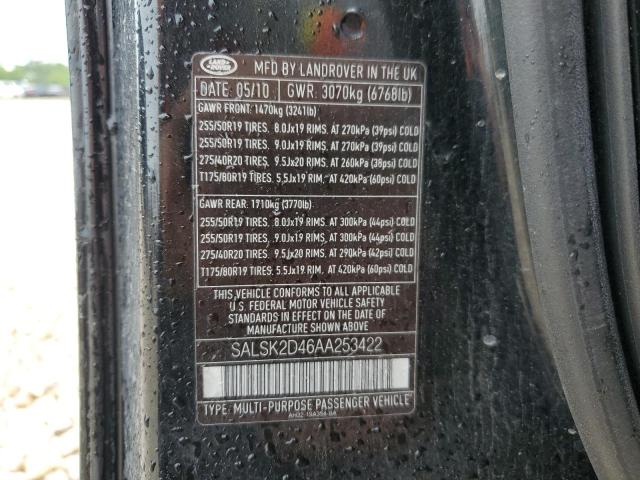 LAND ROVER
MFD BY LANDROVER IN THE UK
DATE: 05/10 GWR: 3070kg (6768lb)
GAWR FRONT: 1470kg (3241lb)
255/50R19 TIRES. 8.0Jx19 RIMS. AT 270kPa (39psi) COLD
255/50R19 TIRES. 9.0Jx19 RIMS. AT 270kPa (39psi) COLD
275/40R20 TIRES. 9.5Jx20 RIMS. AT 260kPa (38psi) COLD
T175/80R19 TIRES. 5.5Jx19 RIM. AT 420kPa (60psi) COLD
GAWR REAR: 1910kg (3770lb)
255/50R19 TIRES. 8.0Jx19 RIMS. AT 300kPa (44psi) COLD
255/50R19 TIRES. 9.0Jx19 RIMS. AT 300kPa (44psi) COLD
275/40R20 TIRES. 9.5Jx20 RIMS. AT 290kPa (42psi) COLD
T175/80R19 TIRES. 5.5Jx19 RIM. AT 420kPa (60psi) COLD
THIS VEHICLE CONFORMS TO ALL APPLICABLE
U.S. FEDERAL MOTOR VEHICLE SAFETY
STANDARDS IN EFFECT ON THE DATE OF
MANUFACTURE SHOWN ABOVE.
SALSK2D46AA253422
TYPE: MULTI-PURPOSE PASSENGER VEHICLE